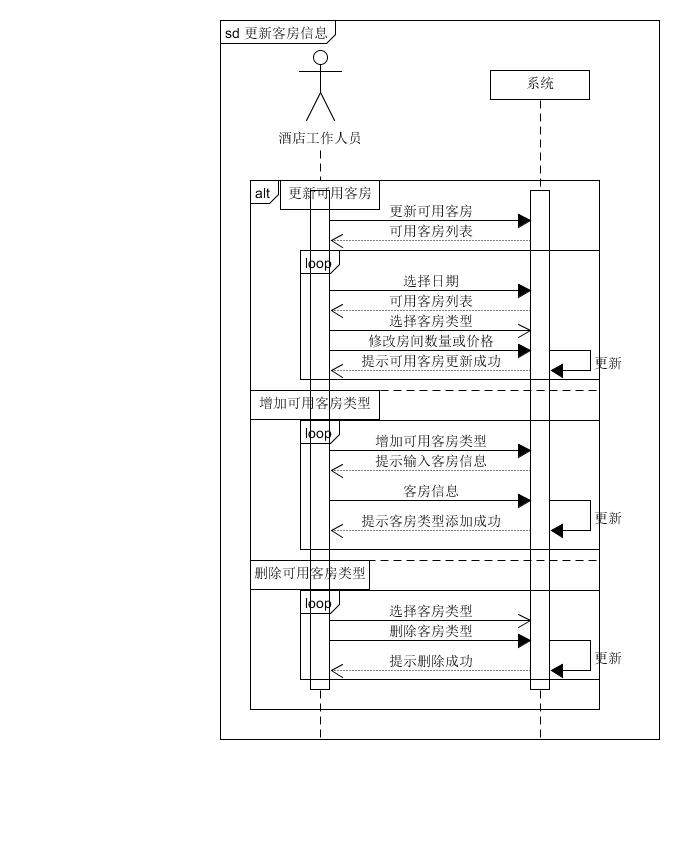 sd 更新客房信息
系统
酒店工作人员
alt
更新可用客房
更新可用客房
可用客房列表
loop
选择日期
可用客房列表
选择客房类型
修改房间数量或价格
提示可用客房更新成功
更新
增加可用客房类型
loop
增加可用客房类型
提示输入客房信息
客房信息
提示客房类型添加成功
更新
删除可用客房类型
loop
选择客房类型
删除客房类型
提示删除成功
更新